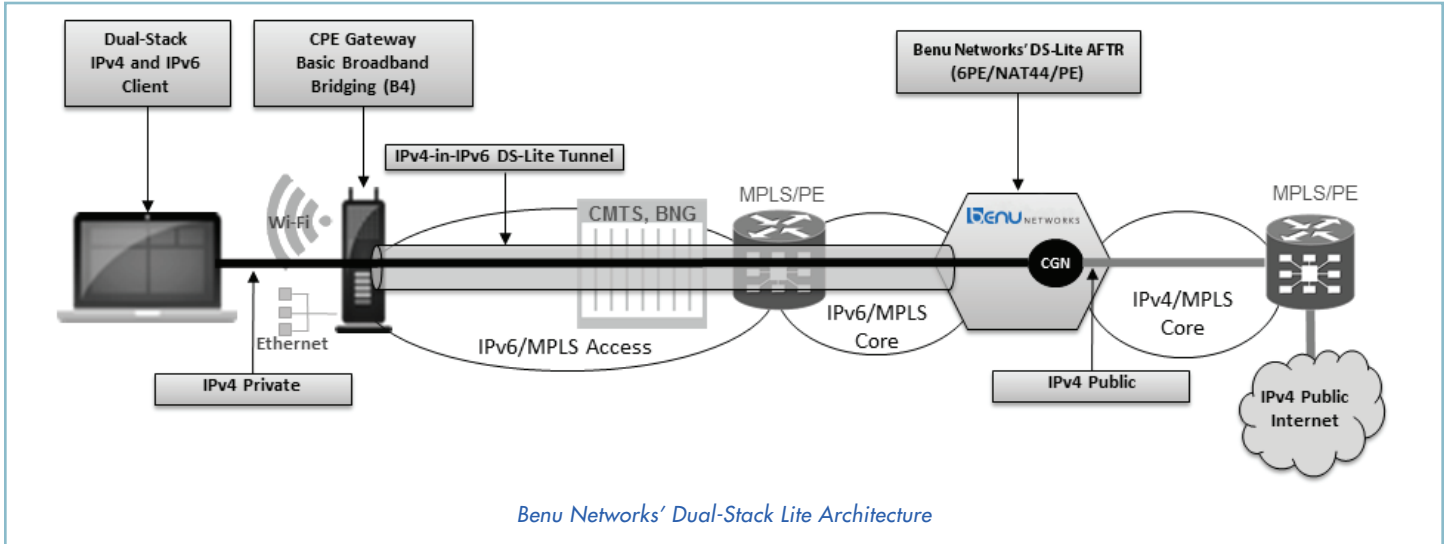 Dual-Stack
IPv4 and IPv6
Client
CPE Gateway
Basic Broadband
Bridging (B4)
Benu Networks' DS-Lite AFTR
(6PE/NAT44/PE)
IPv4-in-IPv6 DS-Lite Tunnel
Wi-Fi
CMTS, BNG
MPLS/PE
benu NETWORKS
MPLS/PE
CGN
Ethernet
IPv6/MPLS Access
IPv6/MPLS
Core
IPv4/MPLS
Core
IPv4 Private
IPv4 Public
IPv4 Public
Internet
Benu Networks' Dual-Stack Lite Architecture